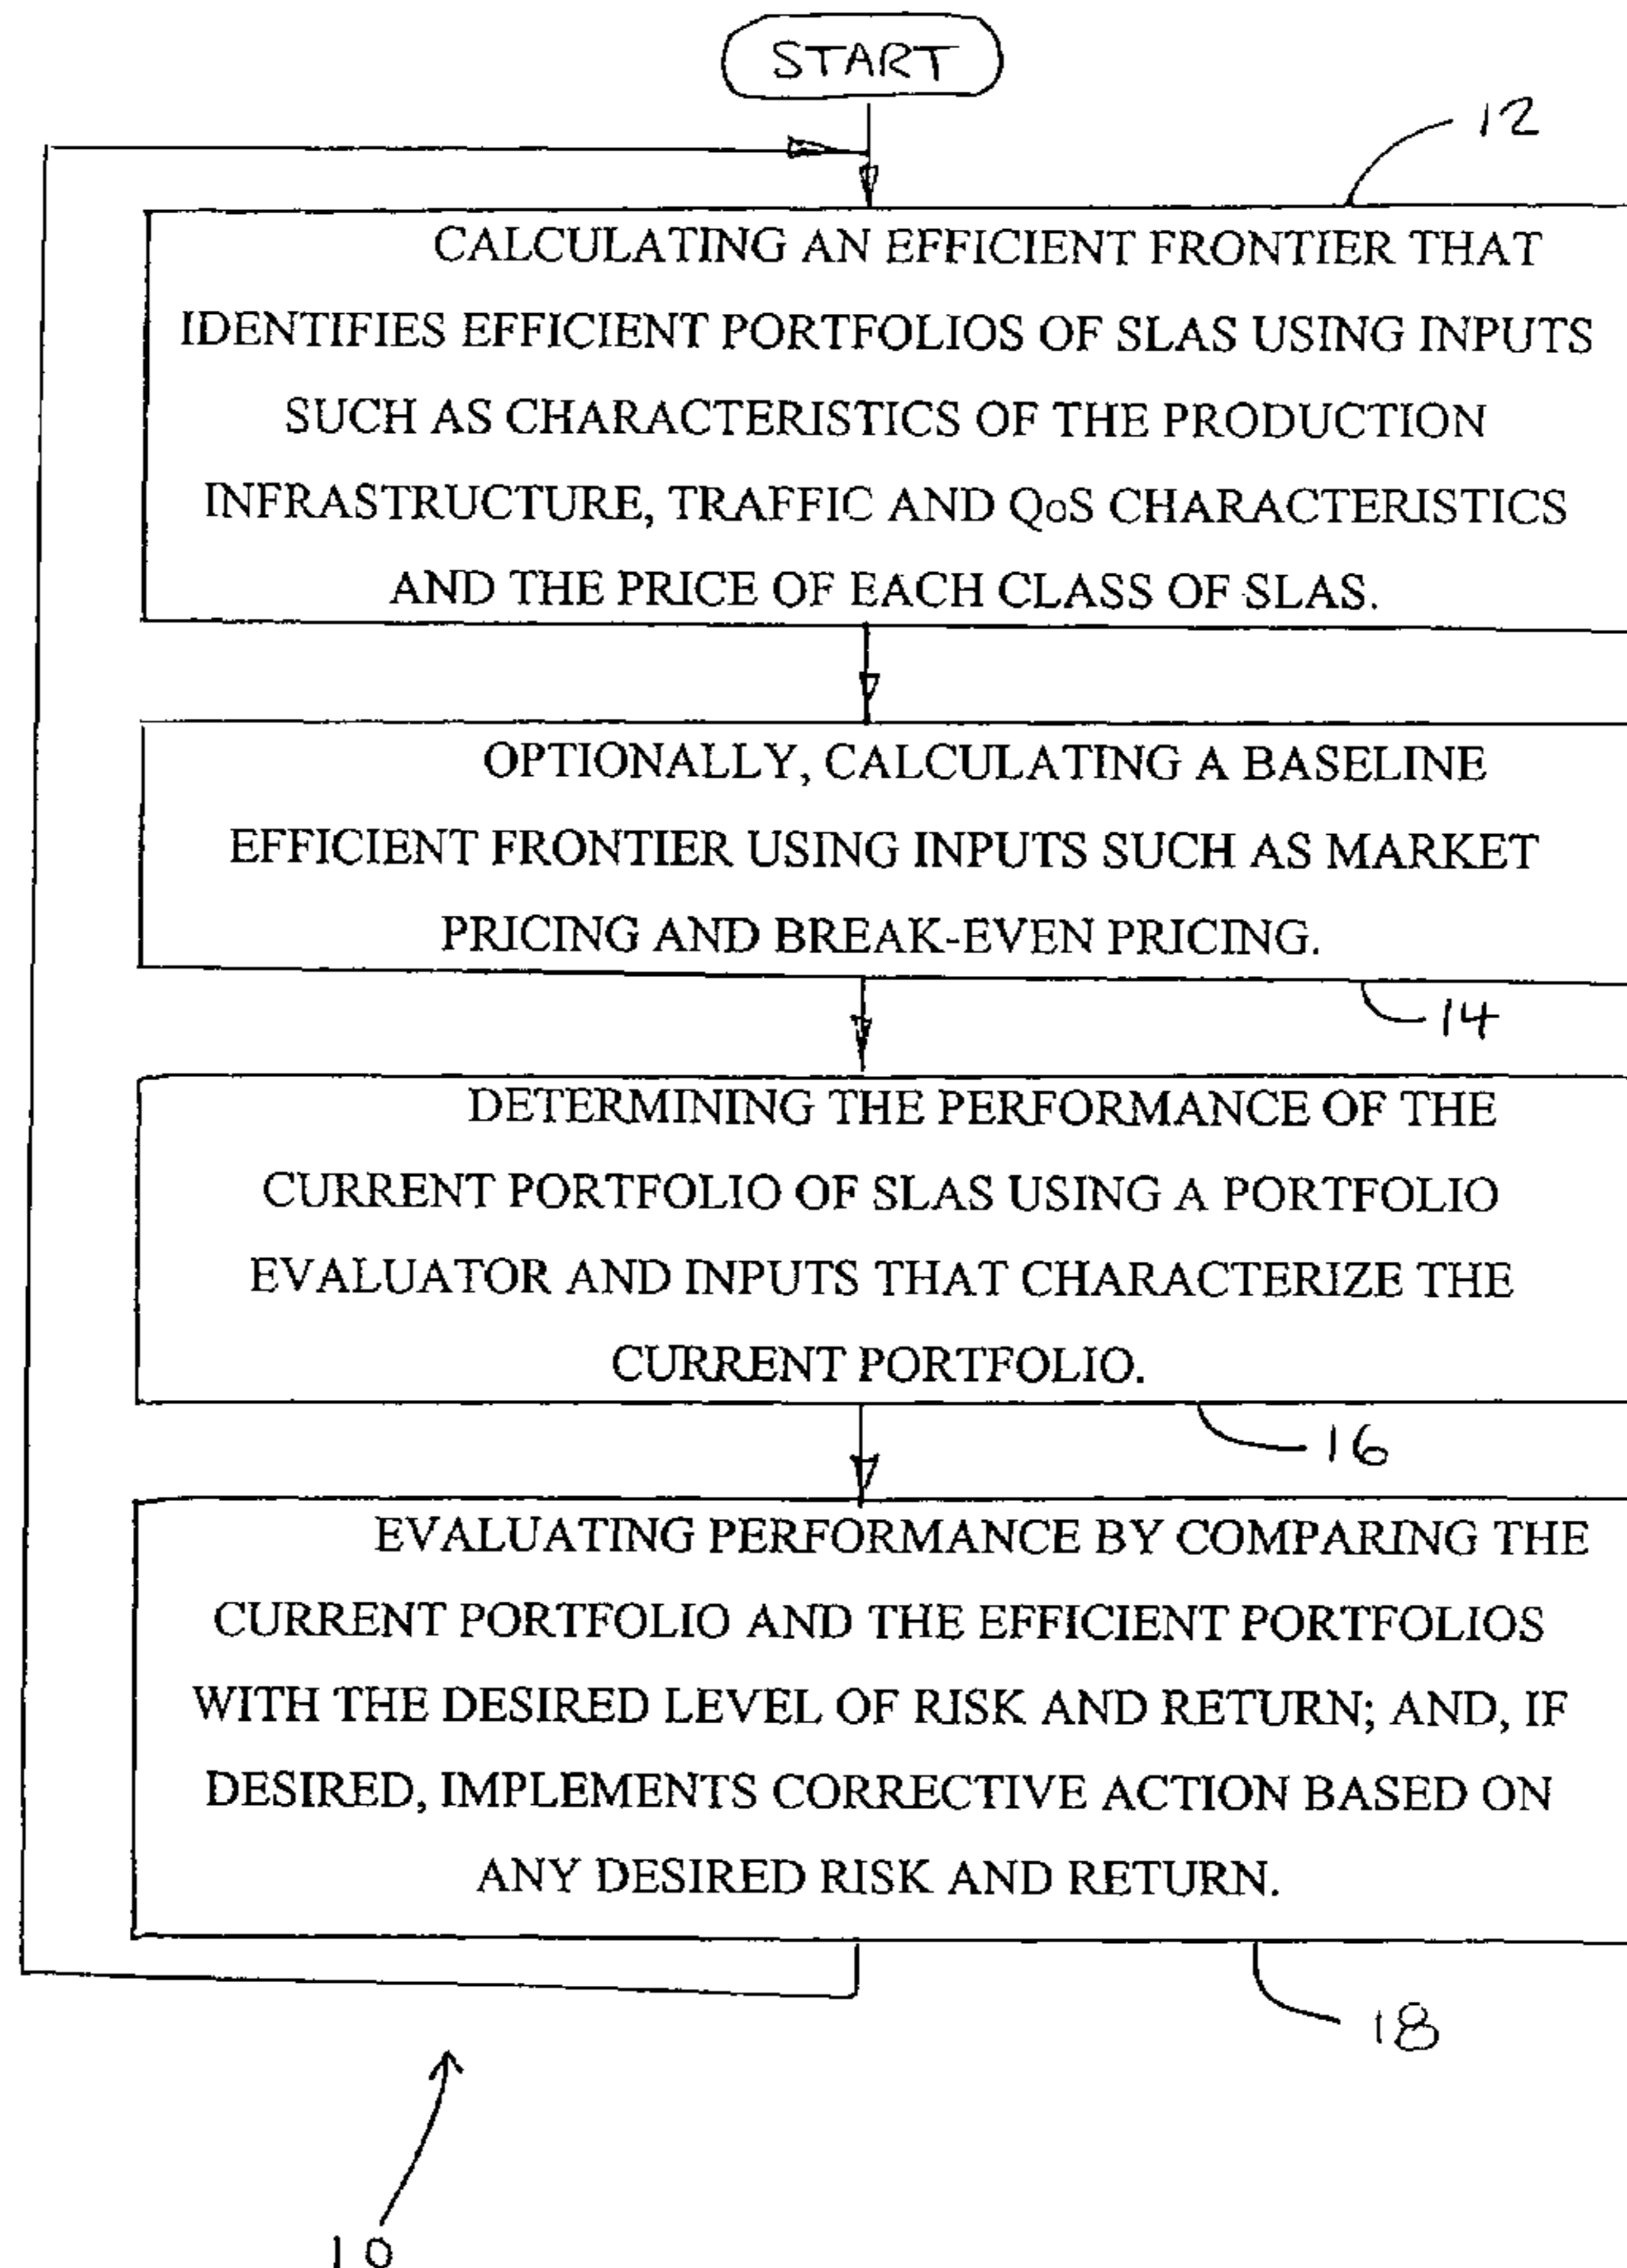 START
12
CALCULATING AN EFFICIENT FRONTIER THAT
IDENTIFIES EFFICIENT PORTFOLIOS OF SLAS USING INPUTS
SUCH AS CHARACTERISTICS OF THE PRODUCTION
INFRASTRUCTURE, TRAFFIC AND QoS CHARACTERISTICS
AND THE PRICE OF EACH CLASS OF SLAS.
OPTIONALLY, CALCULATING A BASELINE
EFFICIENT FRONTIER USING INPUTS SUCH AS MARKET
PRICING AND BREAK-EVEN PRICING.
14
DETERMINING THE PERFORMANCE OF THE
CURRENT PORTFOLIO OF SLAS USING A PORTFOLIO
EVALUATOR AND INPUTS THAT CHARACTERIZE THE
CURRENT PORTFOLIO.
16
EVALUATING PERFORMANCE BY COMPARING THE
CURRENT PORTFOLIO AND THE EFFICIENT PORTFOLIOS
WITH THE DESIRED LEVEL OF RISK AND RETURN; AND, IF
DESIRED, IMPLEMENTS CORRECTIVE ACTION BASED ON
ANY DESIRED RISK AND RETURN.
18
10